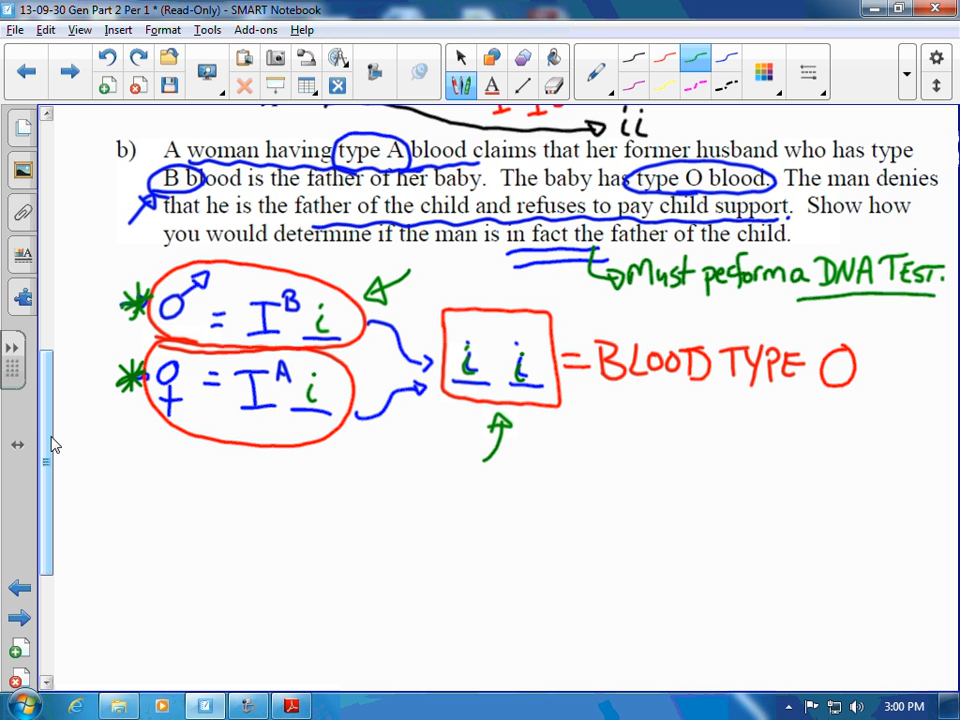 13-09-30 Gen Part 2 Per 1 * (Read-Only) - SMART Notebook
File Edit View Insert Format Tools Add-ons Help
ii
b) A woman having type A blood claims that her former husband who has type
B blood is the father of her baby. The baby has type O blood. The man denies
that he is the father of the child and refuses to pay child support. Show how
you would determine if the man is in fact the father of the child.
Must perform a DNA TEST.
♂ = I^B i
♀ = I^A i
i i = BLOOD TYPE O
3:00 PM